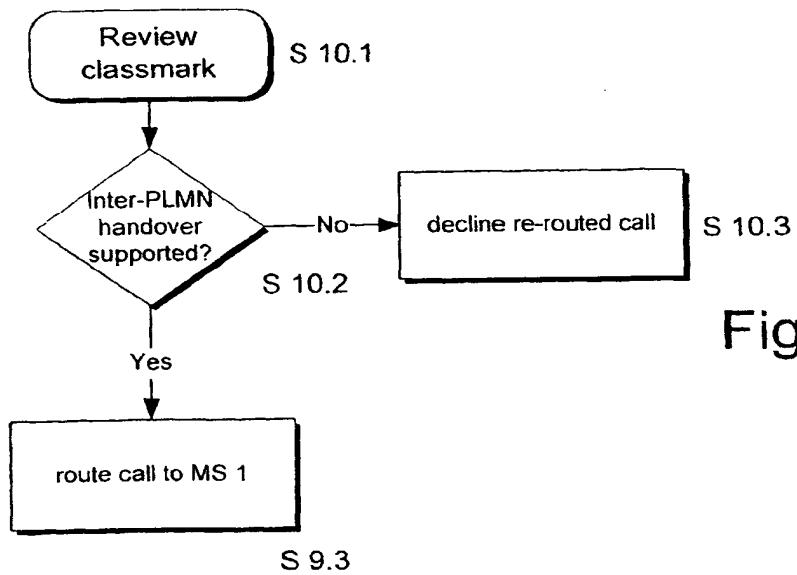 Review
classmark
S 10.1
Inter-PLMN
handover
supported?
No
decline re-routed call
S 10.3
S 10.2
Fig
Yes
route call to MS 1
S 9.3